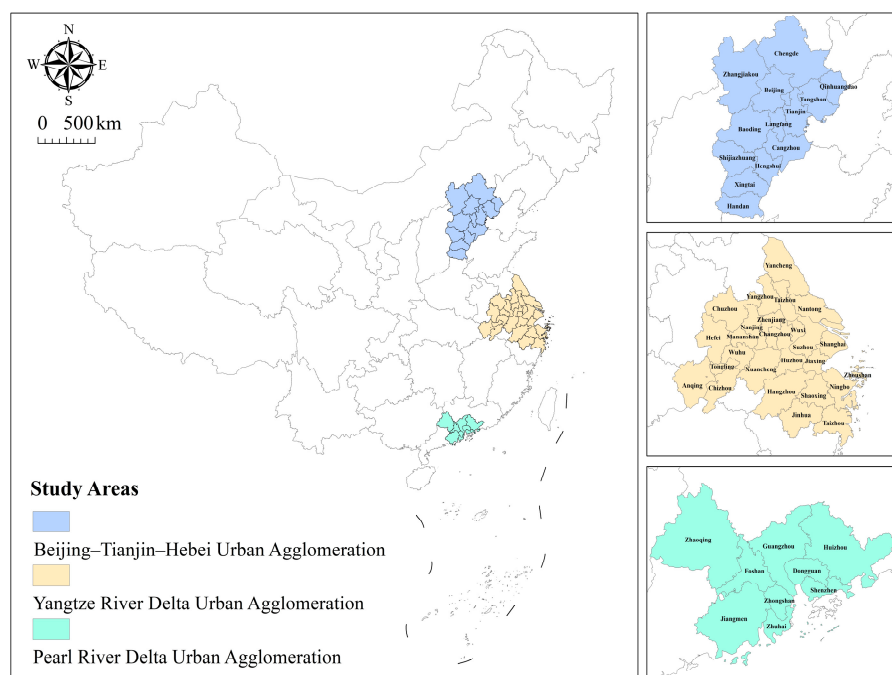 N
W
E
S
0 500 km
Study Areas
Beijing–Tianjin–Hebei Urban Agglomeration
Yangtze River Delta Urban Agglomeration
Pearl River Delta Urban Agglomeration
Chengde
Zhangjiakou
Qinhuangdao
Beijing
Tangshan
Tianjin
Langfang
Baoding
Cangzhou
Shijiazhuang
Hengshui
Xingtai
Handan
Yancheng
Yangzhou
Taizhou
Chuzhou
Nantong
Zhenjiang
Nanjing
Changzhou
Wuxi
Hefei
Maanshan
Suzhou
Shanghai
Wuhu
Huzhou
Jiaxing
Tongling
Xuancheng
Zhoushan
Anqing
Chizhou
Hangzhou
Ningbo
Shaoxing
Jinhua
Taizhou
Zhaoqing
Guangzhou
Huizhou
Foshan
Dongguan
Shenzhen
Zhongshan
Jiangmen
Zhuhai